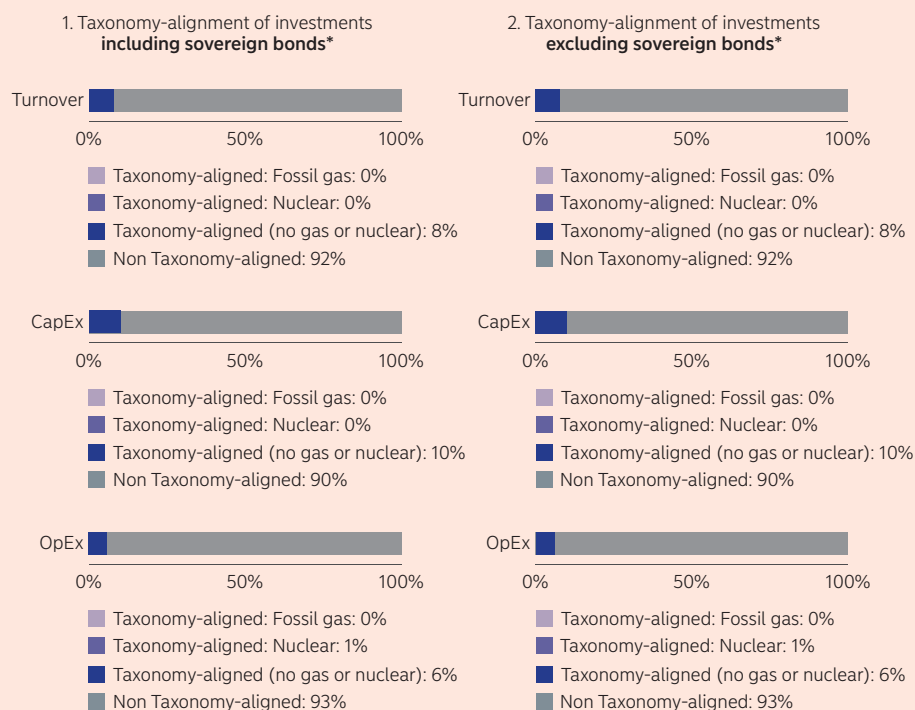 1. Taxonomy-alignment of investments
including sovereign bonds*
Turnover
0% 50% 100%
Taxonomy-aligned: Fossil gas: 0%
Taxonomy-aligned: Nuclear: 0%
Taxonomy-aligned (no gas or nuclear): 8%
Non Taxonomy-aligned: 92%
CapEx
0% 50% 100%
Taxonomy-aligned: Fossil gas: 0%
Taxonomy-aligned: Nuclear: 0%
Taxonomy-aligned (no gas or nuclear): 10%
Non Taxonomy-aligned: 90%
OpEx
0% 50% 100%
Taxonomy-aligned: Fossil gas: 0%
Taxonomy-aligned: Nuclear: 1%
Taxonomy-aligned (no gas or nuclear): 6%
Non Taxonomy-aligned: 93%
2. Taxonomy-alignment of investments
excluding sovereign bonds*
Turnover
0% 50% 100%
Taxonomy-aligned: Fossil gas: 0%
Taxonomy-aligned: Nuclear: 0%
Taxonomy-aligned (no gas or nuclear): 8%
Non Taxonomy-aligned: 92%
CapEx
0% 50% 100%
Taxonomy-aligned: Fossil gas: 0%
Taxonomy-aligned: Nuclear: 0%
Taxonomy-aligned (no gas or nuclear): 10%
Non Taxonomy-aligned: 90%
OpEx
0% 50% 100%
Taxonomy-aligned: Fossil gas: 0%
Taxonomy-aligned: Nuclear: 1%
Taxonomy-aligned (no gas or nuclear): 6%
Non Taxonomy-aligned: 93%